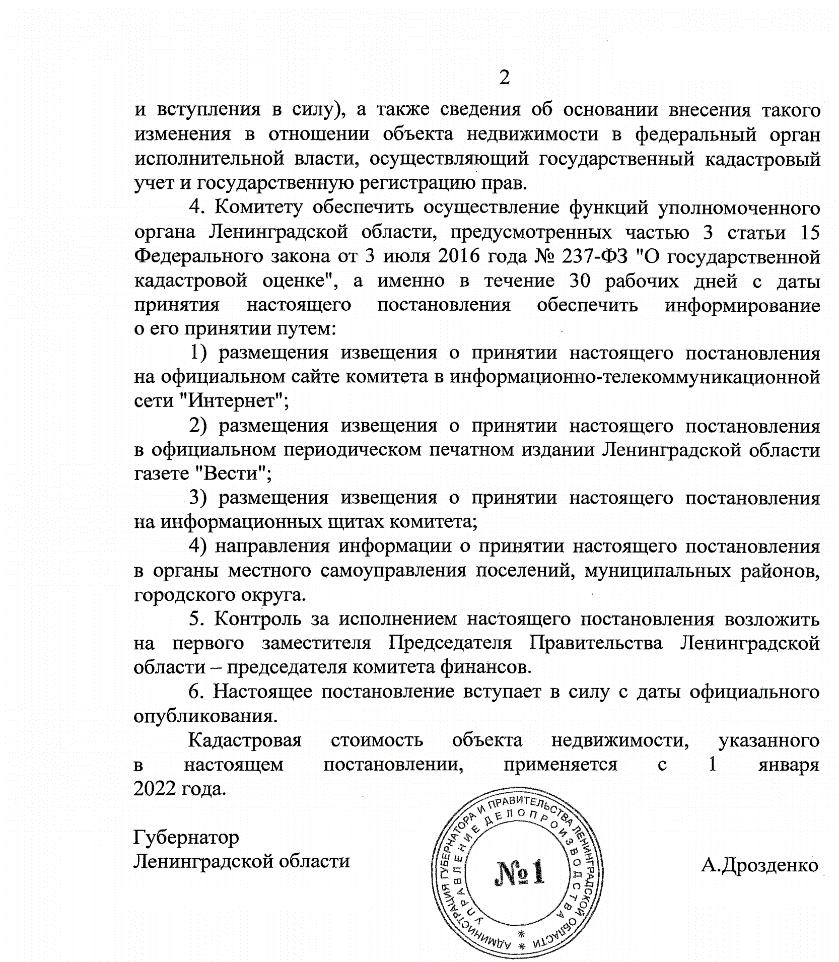 2
и вступления в силу), а также сведения об основании внесения такого
изменения в отношении объекта недвижимости в федеральный орган
исполнительной власти, осуществляющий государственный кадастровый
учет и государственную регистрацию прав.
4. Комитету обеспечить осуществление функций уполномоченного
органа Ленинградской области, предусмотренных частью 3 статьи 15
Федерального закона от 3 июля 2016 года № 237-ФЗ "О государственной
кадастровой оценке", а именно в течение 30 рабочих дней с даты
принятия настоящего постановления обеспечить информирование
о его принятии путем:
1) размещения извещения о принятии настоящего постановления
на официальном сайте комитета в информационно-телекоммуникационной
сети "Интернет";
2) размещения извещения о принятии настоящего постановления
в официальном периодическом печатном издании Ленинградской области
газете "Вести";
3) размещения извещения о принятии настоящего постановления
на информационных щитах комитета;
4) направления информации о принятии настоящего постановления
в органы местного самоуправления поселений, муниципальных районов,
городского округа.
5. Контроль за исполнением настоящего постановления возложить
на первого заместителя Председателя Правительства Ленинградской
области – председателя комитета финансов.
6. Настоящее постановление вступает в силу с даты официального
опубликования.
Кадастровая стоимость объекта недвижимости, указанного
в настоящем постановлении, применяется с 1 января
2022 года.
Губернатор
Ленинградской области
А.Дрозденко
АДМИНИСТРАЦИЯ ГУБЕРНАТОРА И ПРАВИТЕЛЬСТВА ЛЕНИНГРАДСКОЙ ОБЛАСТИ
УПРАВЛЕНИЕ ДЕЛОПРОИЗВОДСТВА
№1